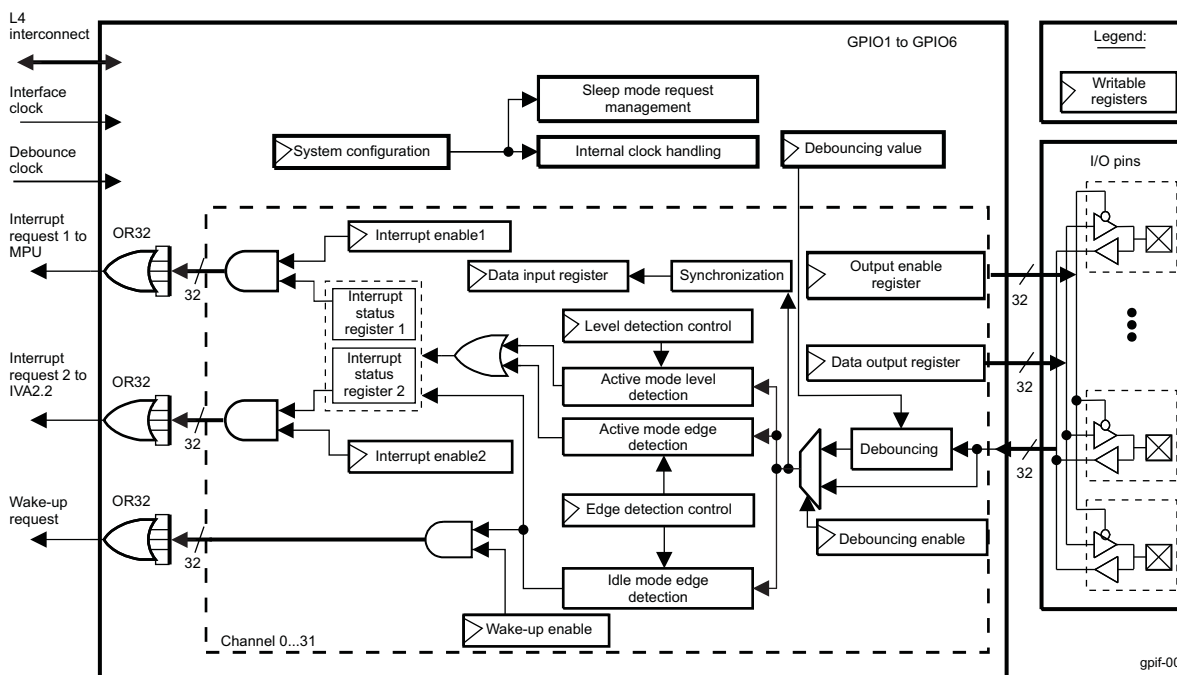 L4
interconnect
GPIO1 to GPIO6
Legend:
Writable
registers
Interface
clock
Sleep mode request
management
Debounce
clock
System configuration
Internal clock handling
Debouncing value
I/O pins
Interrupt
request 1 to
MPU
OR32
32
Interrupt enable1
Data input register
Synchronization
Output enable
register
32
Interrupt
status
register 1
Level detection control
Interrupt
request 2 to
IVA2.2
OR32
32
Interrupt
status
register 2
Active mode level
detection
Data output register
32
Active mode edge
detection
Interrupt enable2
Debouncing
32
Wake-up
request
OR32
32
Edge detection control
Debouncing enable
Idle mode edge
detection
Wake-up enable
Channel 0...31
gpif-00